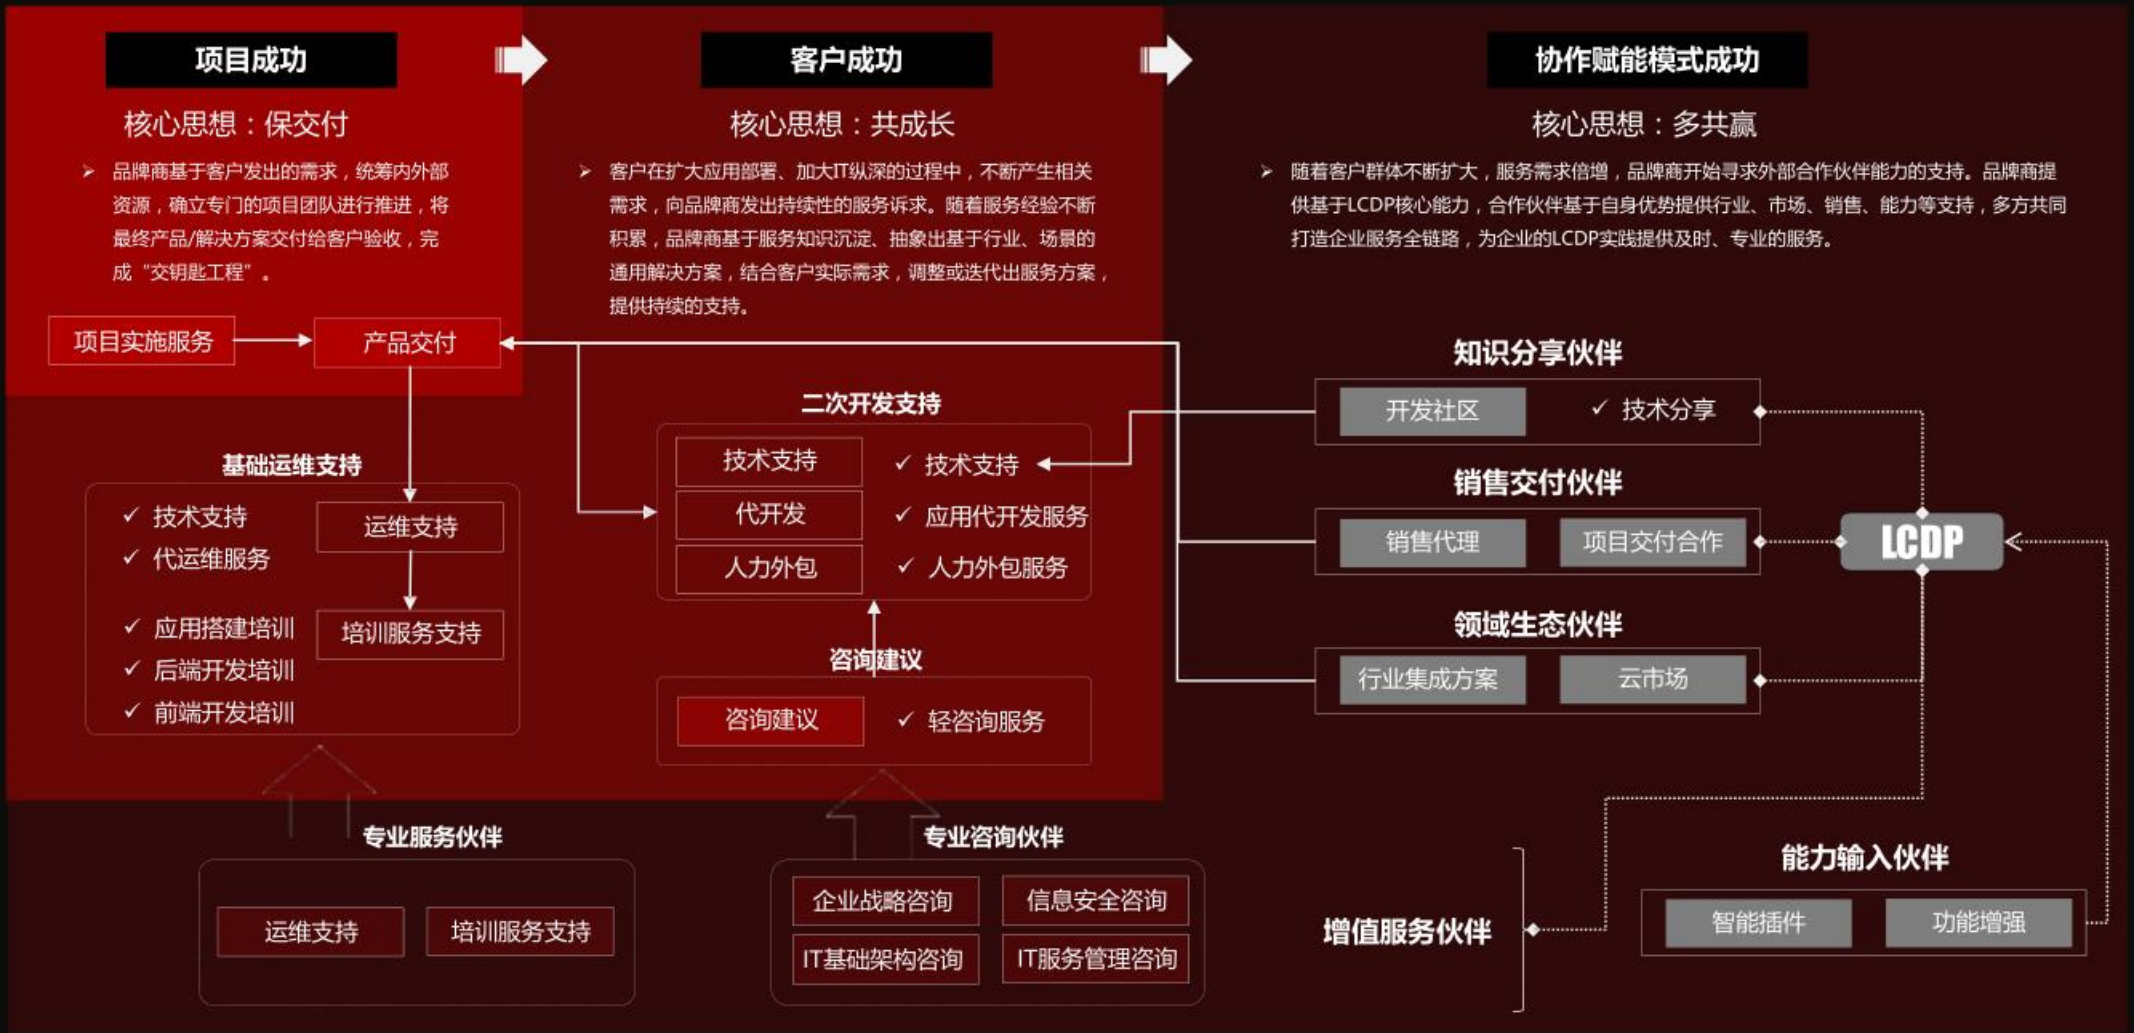 项目成功
核心思想：保交付
品牌商基于客户发出的需求，统筹内外部
资源，确立专门的项目团队进行推进，将
最终产品/解决方案交付给客户验收，完
成“交钥匙工程”。
项目实施服务
产品交付
基础运维支持
技术支持
代运维服务
运维支持
应用搭建培训
后端开发培训
前端开发培训
培训服务支持
专业服务伙伴
运维支持
培训服务支持
客户成功
核心思想：共成长
客户在扩大应用部署、加大IT纵深的过程中，不断产生相关
需求，向品牌商发出持续性的服务诉求。随着服务经验不断
积累，品牌商基于服务知识沉淀、抽象出基于行业、场景的
通用解决方案，结合客户实际需求，调整或迭代出服务方案，
提供持续的支持。
二次开发支持
技术支持
技术支持
代开发
应用代开发服务
人力外包
人力外包服务
咨询建议
咨询建议
轻咨询服务
专业咨询伙伴
企业战略咨询
信息安全咨询
IT基础架构咨询
IT服务管理咨询
协作赋能模式成功
核心思想：多共赢
随着客户群体不断扩大，服务需求倍增，品牌商开始寻求外部合作伙伴能力的支持。品牌商提
供基于LCDP核心能力，合作伙伴基于自身优势提供行业、市场、销售、能力等支持，多方共同
打造企业服务全链路，为企业的LCDP实践提供及时、专业的服务。
知识分享伙伴
开发社区
技术分享
销售交付伙伴
销售代理
项目交付合作
LCDP
领域生态伙伴
行业集成方案
云市场
增值服务伙伴
能力输入伙伴
智能插件
功能增强